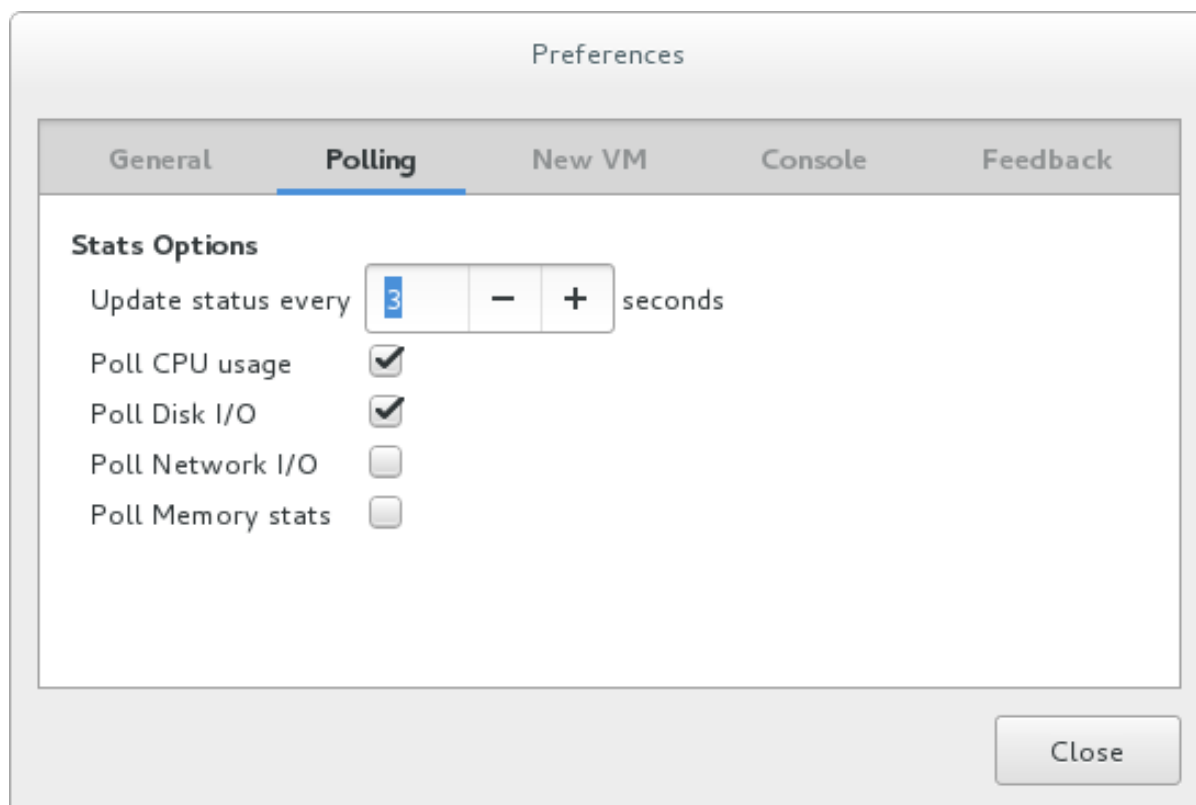 Preferences
General Polling New VM Console Feedback
Stats Options
Update status every 3 − + seconds
Poll CPU usage
Poll Disk I/O
Poll Network I/O
Poll Memory stats
Close